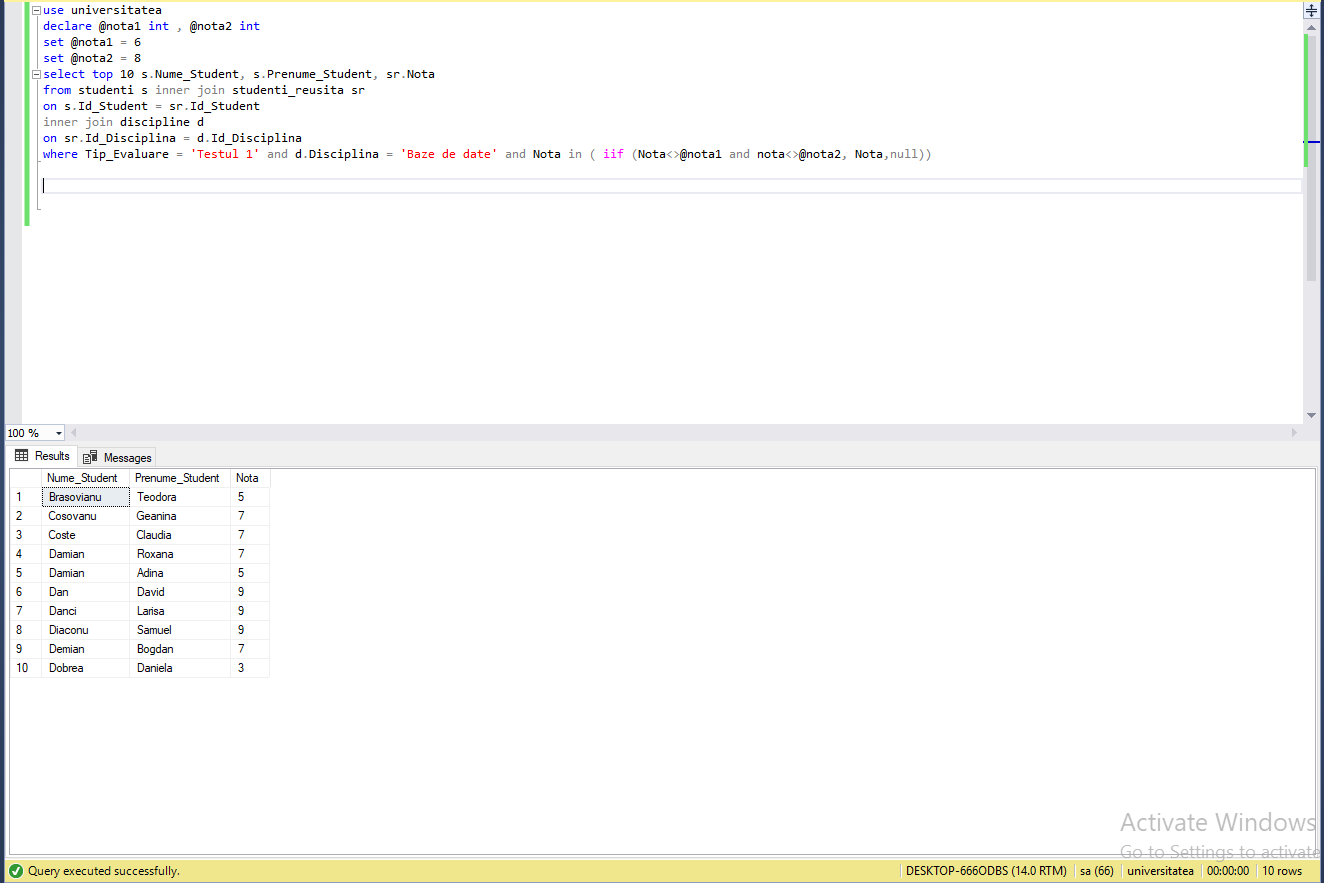 use universitatea
declare @nota1 int , @nota2 int
set @nota1 = 6
set @nota2 = 8
select top 10 s.Nume_Student, s.Prenume_Student, sr.Nota
from studenti s inner join studenti_reusita sr
on s.Id_Student = sr.Id_Student
inner join discipline d
on sr.Id_Disciplina = d.Id_Disciplina
where Tip_Evaluare = 'Testul 1' and d.Disciplina = 'Baze de date' and Nota in ( iif (Nota<>@nota1 and nota<>@nota2, Nota,null))
100 %
Results Messages
Nume_Student Prenume_Student Nota
1 Brasovianu Teodora 5
2 Cosovanu Geanina 7
3 Coste Claudia 7
4 Damian Roxana 7
5 Damian Adina 5
6 Dan David 9
7 Danci Larisa 9
8 Diaconu Samuel 9
9 Demian Bogdan 7
10 Dobrea Daniela 3
Activate Windows
Go to Settings to activate
Query executed successfully. DESKTOP-666ODBS (14.0 RTM) sa (66) universitatea 00:00:00 10 rows